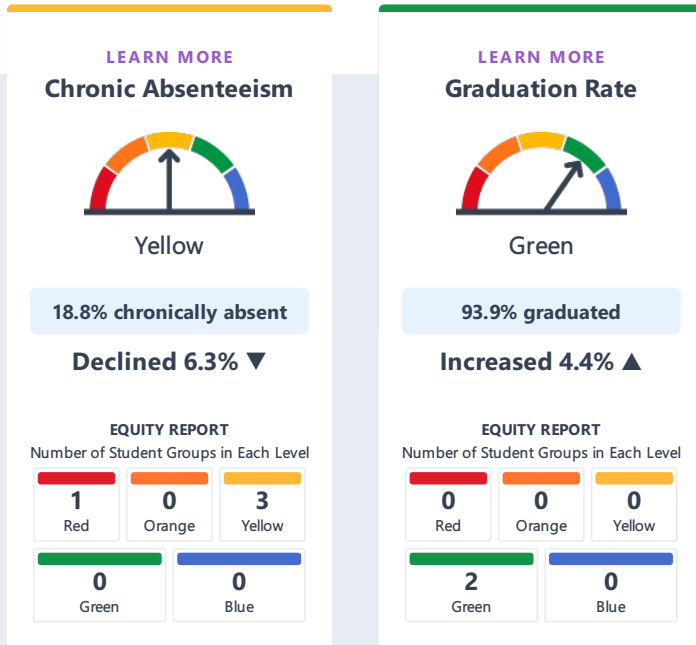 LEARN MORE
Chronic Absenteeism
Yellow
18.8% chronically absent
Declined 6.3% ▼
EQUITY REPORT
Number of Student Groups in Each Level
1
Red
0
Orange
3
Yellow
0
Green
0
Blue
LEARN MORE
Graduation Rate
Green
93.9% graduated
Increased 4.4% ▲
EQUITY REPORT
Number of Student Groups in Each Level
0
Red
0
Orange
0
Yellow
2
Green
0
Blue